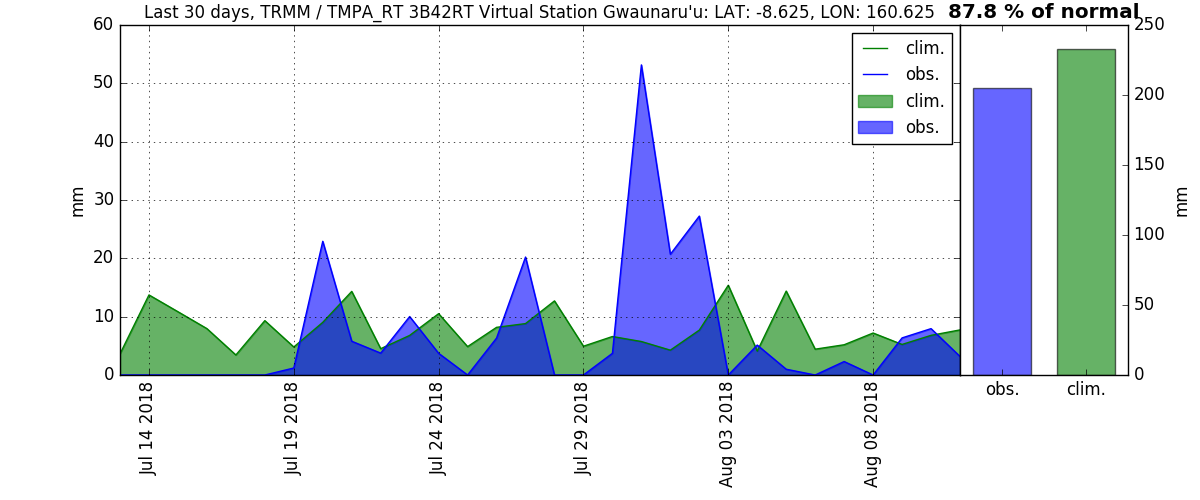 Last 30 days, TRMM / TMPA_RT 3B42RT Virtual Station Gwaunaru'u: LAT: -8.625, LON: 160.625
87.8 % of normal
60
50
40
30
20
10
0
mm
clim.
obs.
clim.
obs.
Jul 14 2018
Jul 19 2018
Jul 24 2018
Jul 29 2018
Aug 03 2018
Aug 08 2018
250
200
150
100
50
0
mm
obs.
clim.